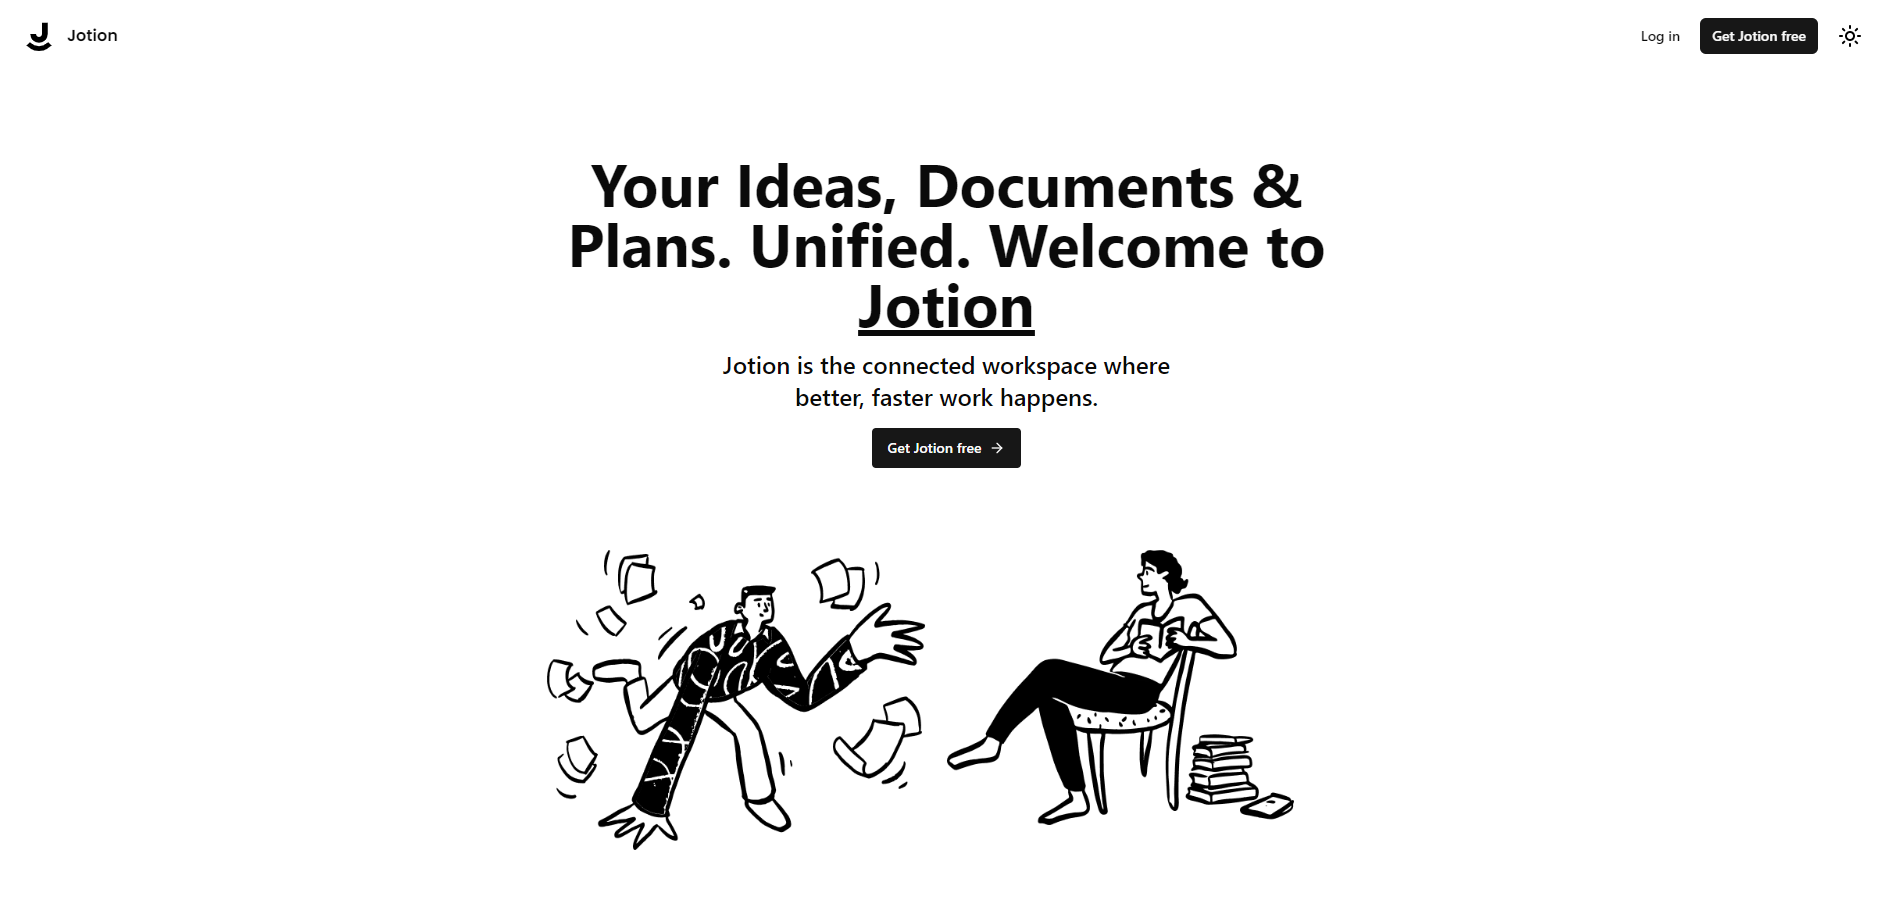 Jotion
Log in
Get Jotion free
Your Ideas, Documents &
Plans. Unified. Welcome to
Jotion
Jotion is the connected workspace where
better, faster work happens.
Get Jotion free